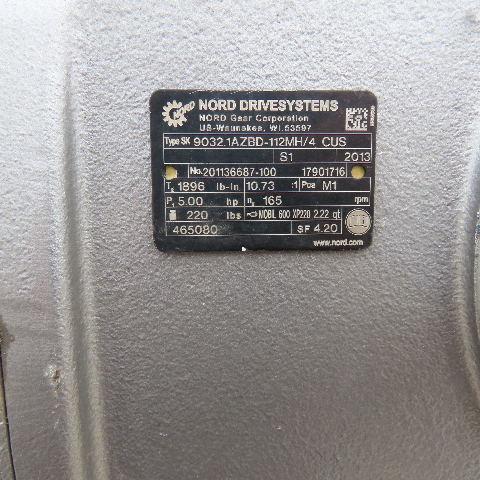 NORD DRIVESYSTEMS
NORD Gear Corporation
US-Waunakee, WI.53597
Type SK 9032.1AZBD-112MH/4 CUS
S1 2013
No. 201136687-100 17901716
T₂ 1896 lb-in 10.73 :1 Pos M1
P₁ 5.00 hp n₂ 165 rpm
220 lbs MOBIL 600 XP220 2.22 qt
465080 SF 4.20
www.nord.com